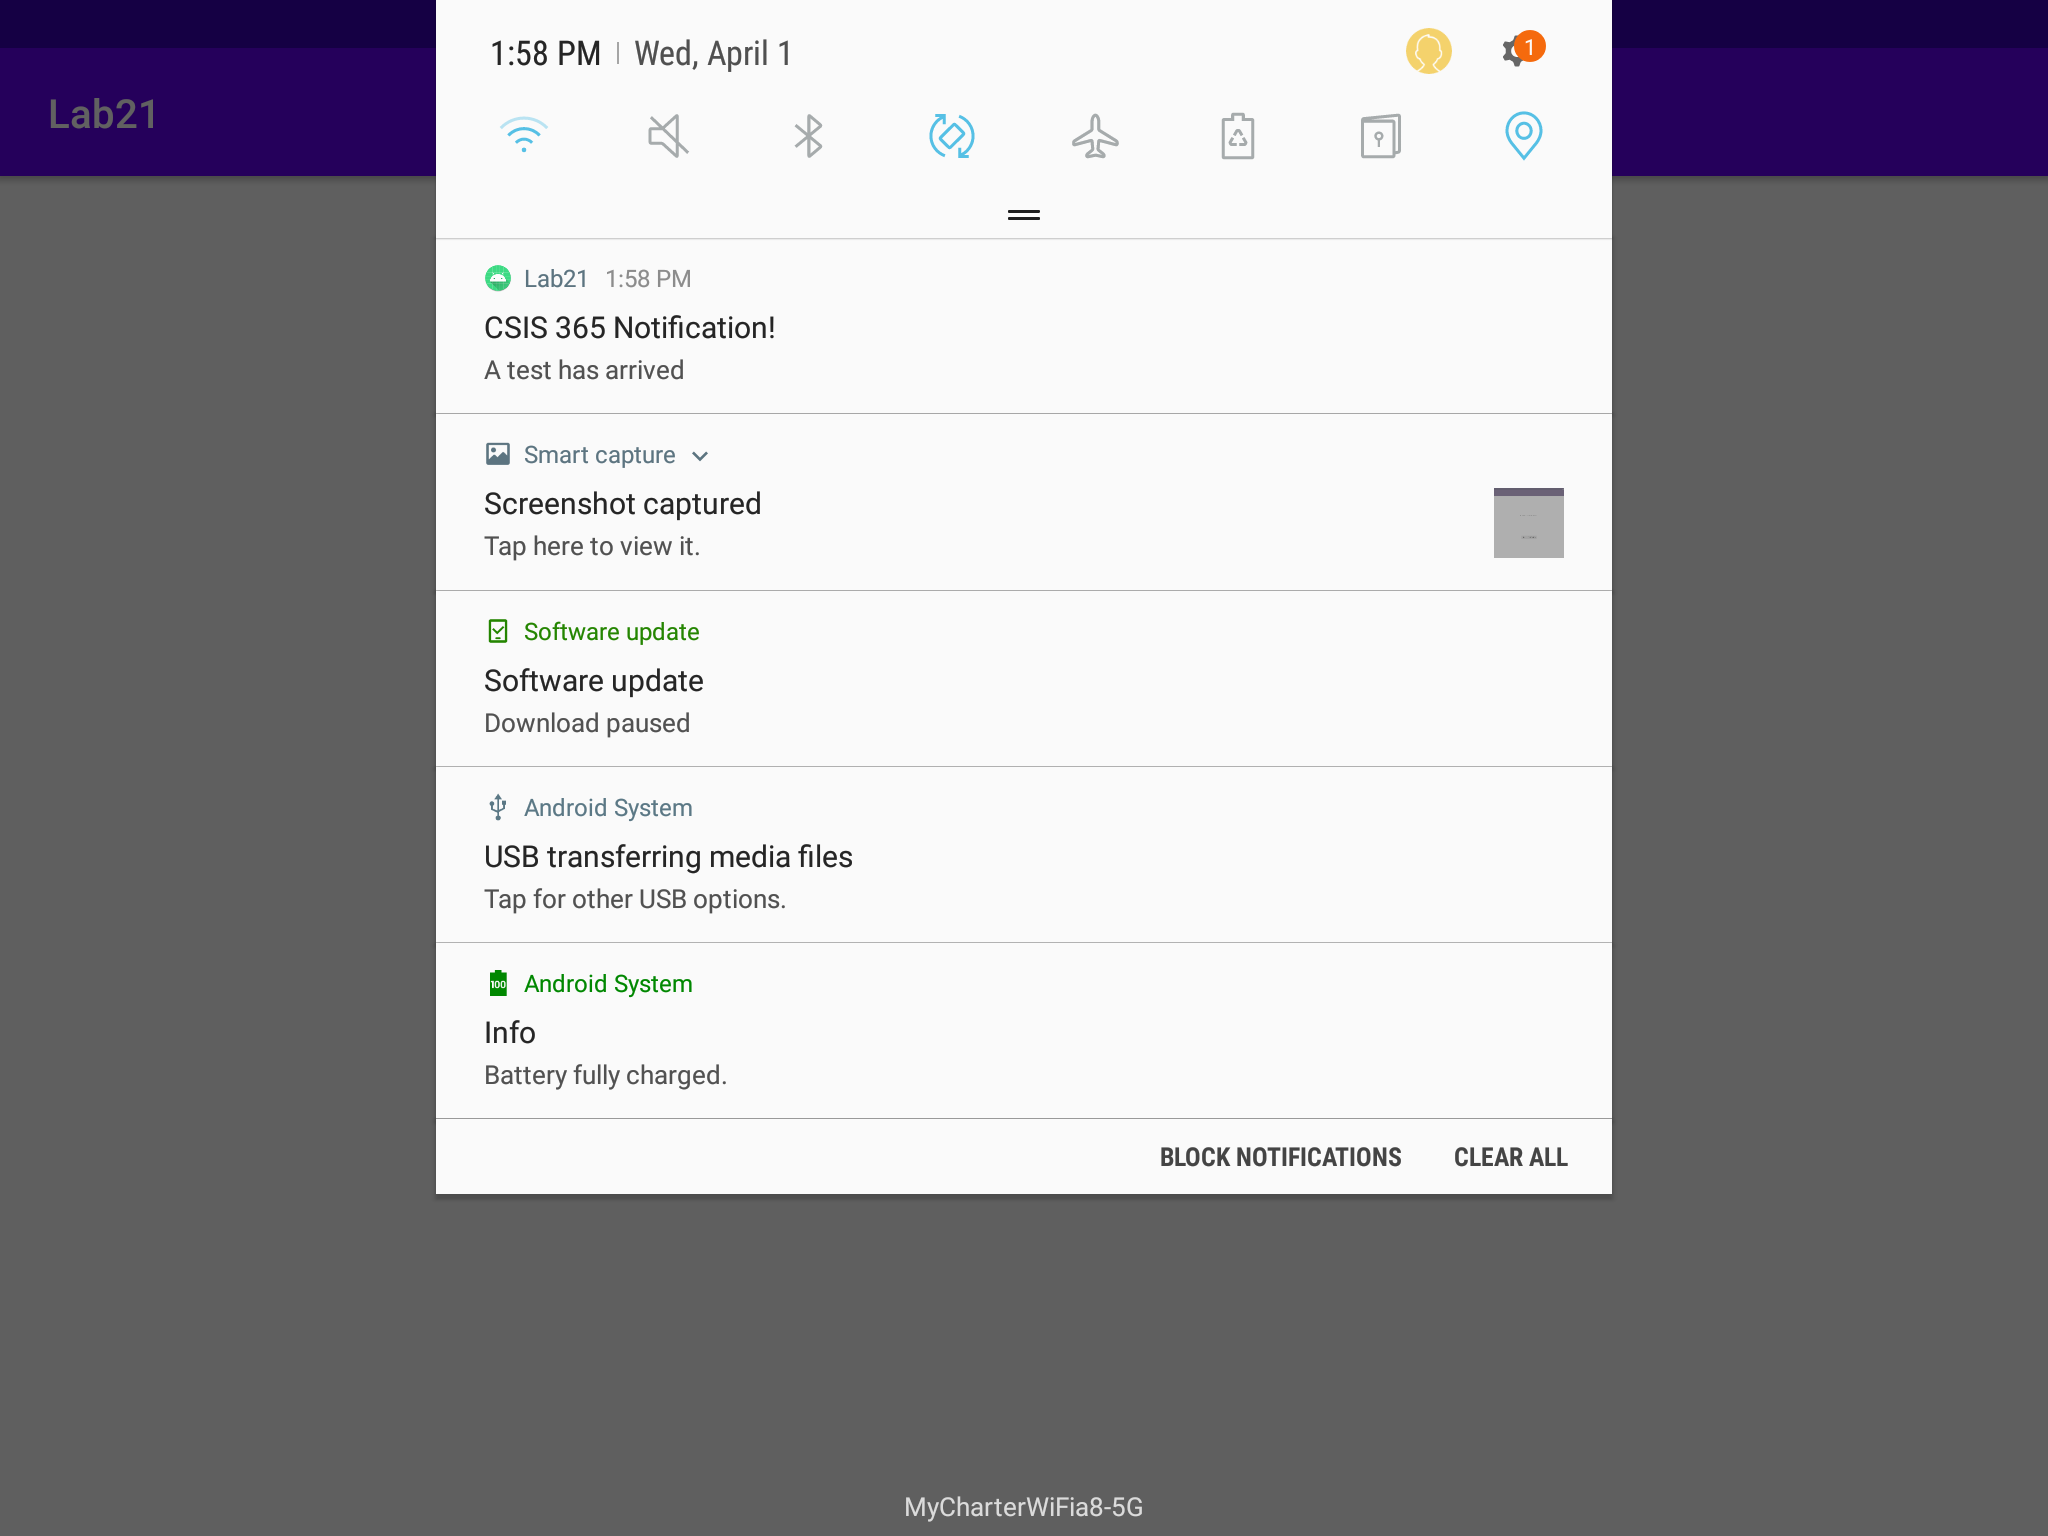 1:58 PM | Wed, April 1
1
Lab21
Lab21 1:58 PM
CSIS 365 Notification!
A test has arrived
Smart capture
Screenshot captured
Tap here to view it.
Software update
Software update
Download paused
Android System
USB transferring media files
Tap for other USB options.
100 Android System
Info
Battery fully charged.
BLOCK NOTIFICATIONS CLEAR ALL
MyCharterWiFia8-5G